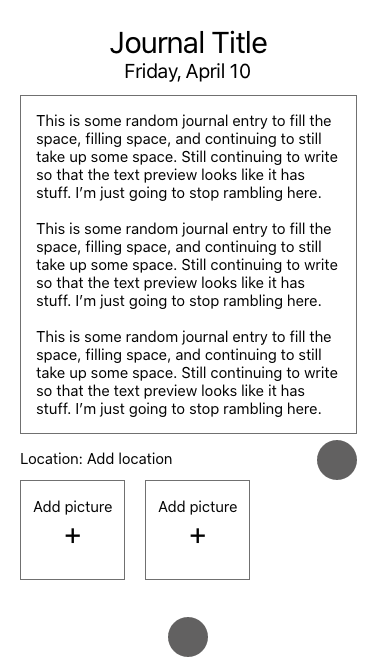 Journal Title
Friday, April 10
This is some random journal entry to fill the
space, filling space, and continuing to still
take up some space. Still continuing to write
so that the text preview looks like it has
stuff. I’m just going to stop rambling here.
This is some random journal entry to fill the
space, filling space, and continuing to still
take up some space. Still continuing to write
so that the text preview looks like it has
stuff. I’m just going to stop rambling here.
This is some random journal entry to fill the
space, filling space, and continuing to still
take up some space. Still continuing to write
so that the text preview looks like it has
stuff. I’m just going to stop rambling here.
Location: Add location
Add picture Add picture
+ +